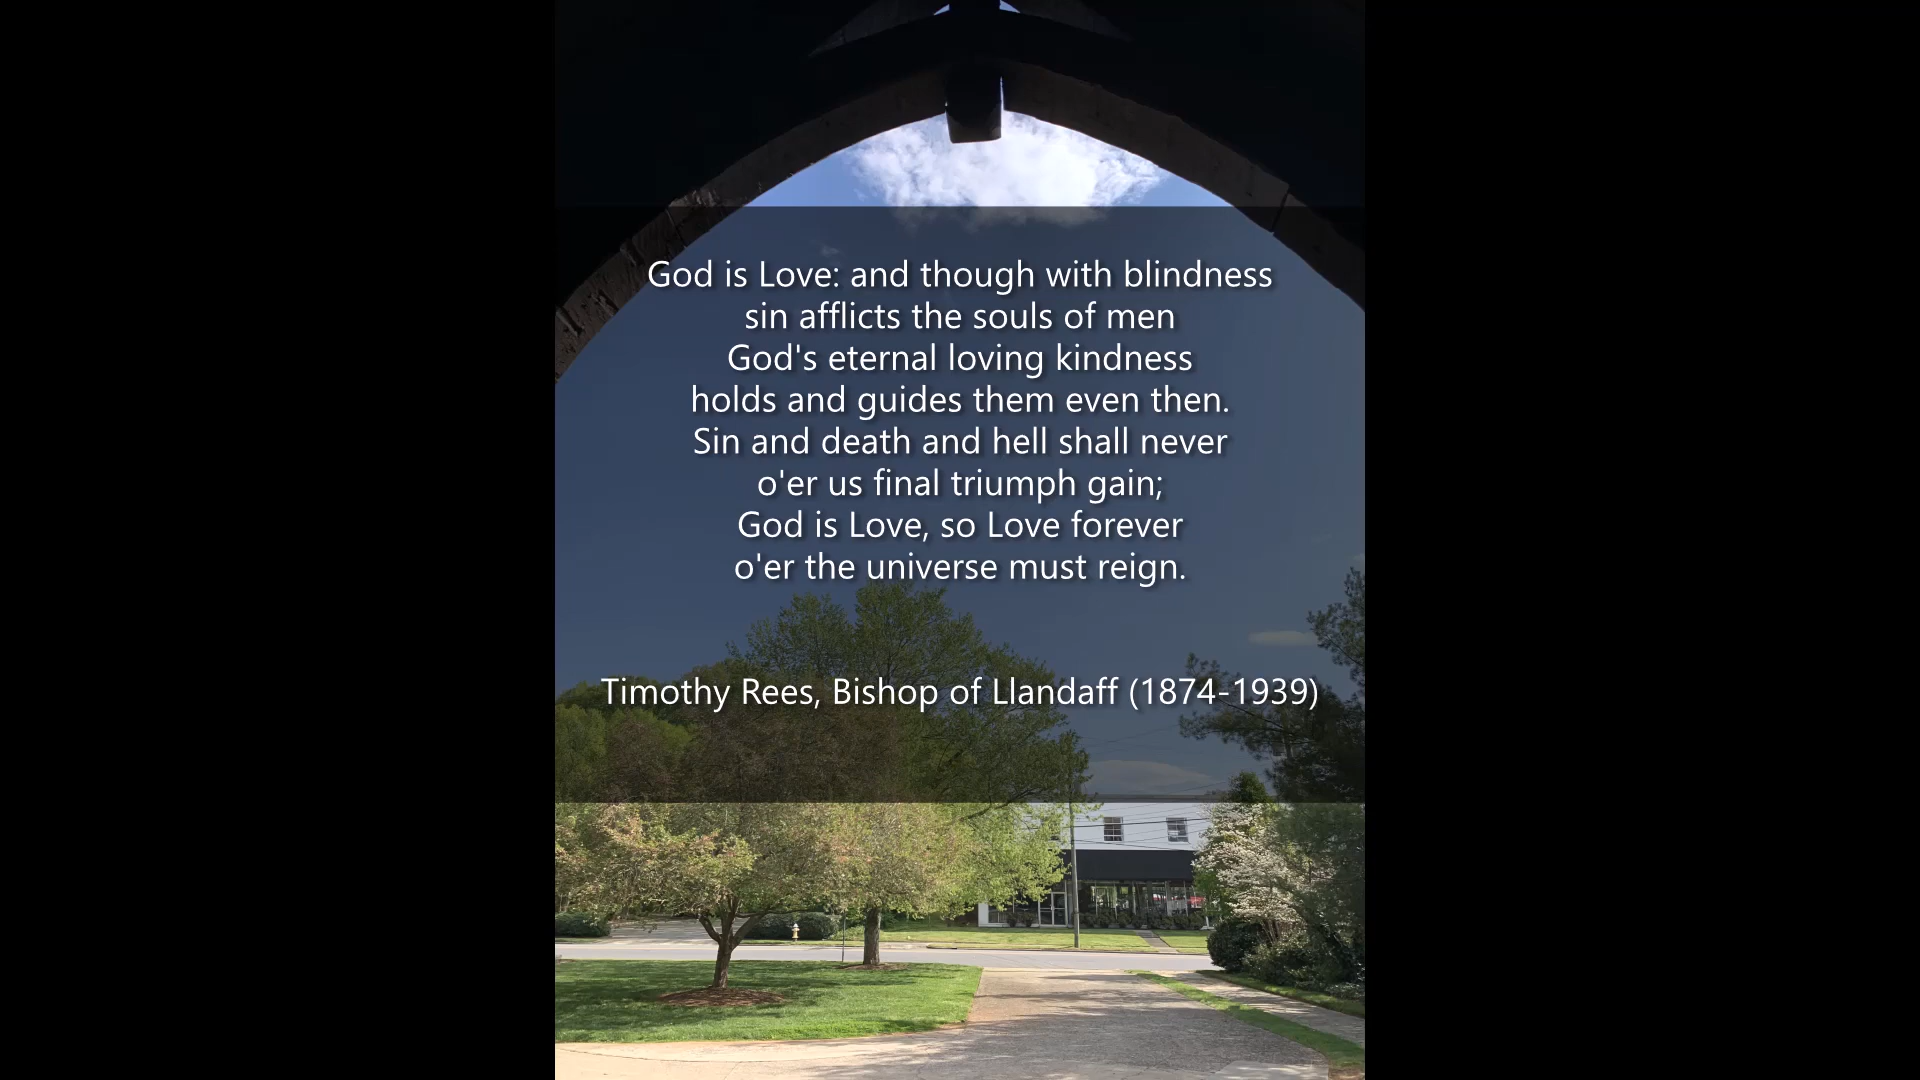 God is Love: and though with blindness
sin afflicts the souls of men
God's eternal loving kindness
holds and guides them even then.
Sin and death and hell shall never
o'er us final triumph gain;
God is Love, so Love forever
o'er the universe must reign.
Timothy Rees, Bishop of Llandaff (1874-1939)